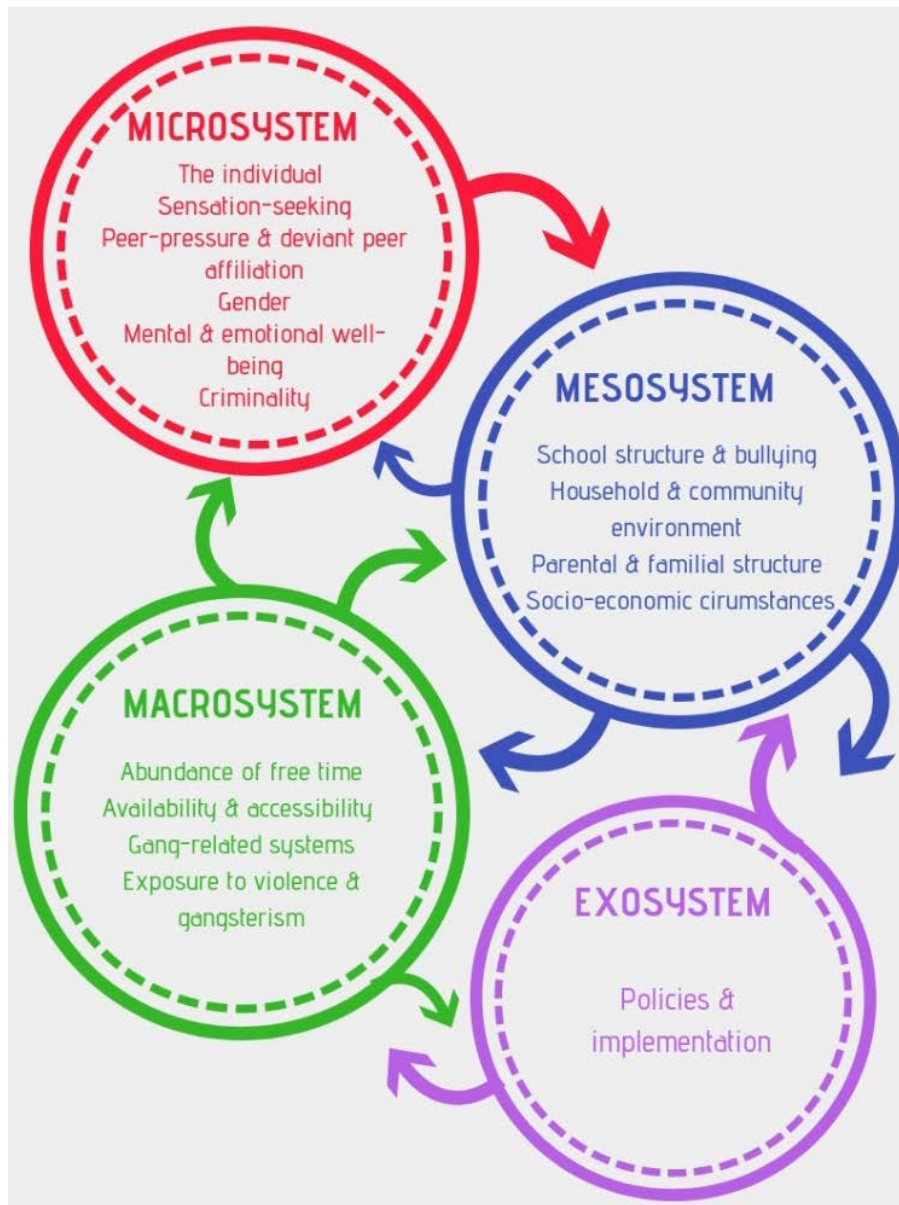 MICROSYSTEM
The individual
Sensation-seeking
Peer-pressure & deviant peer
affiliation
Gender
Mental & emotional well-
being
Criminality
MESOSYSTEM
School structure & bullying
Household & community
environment
Parental & familial structure
Socio-economic cirumstances
MACROSYSTEM
Abundance of free time
Availability & accessibility
Gang-related systems
Exposure to violence &
gangsterism
EXOSYSTEM
Policies &
implementation